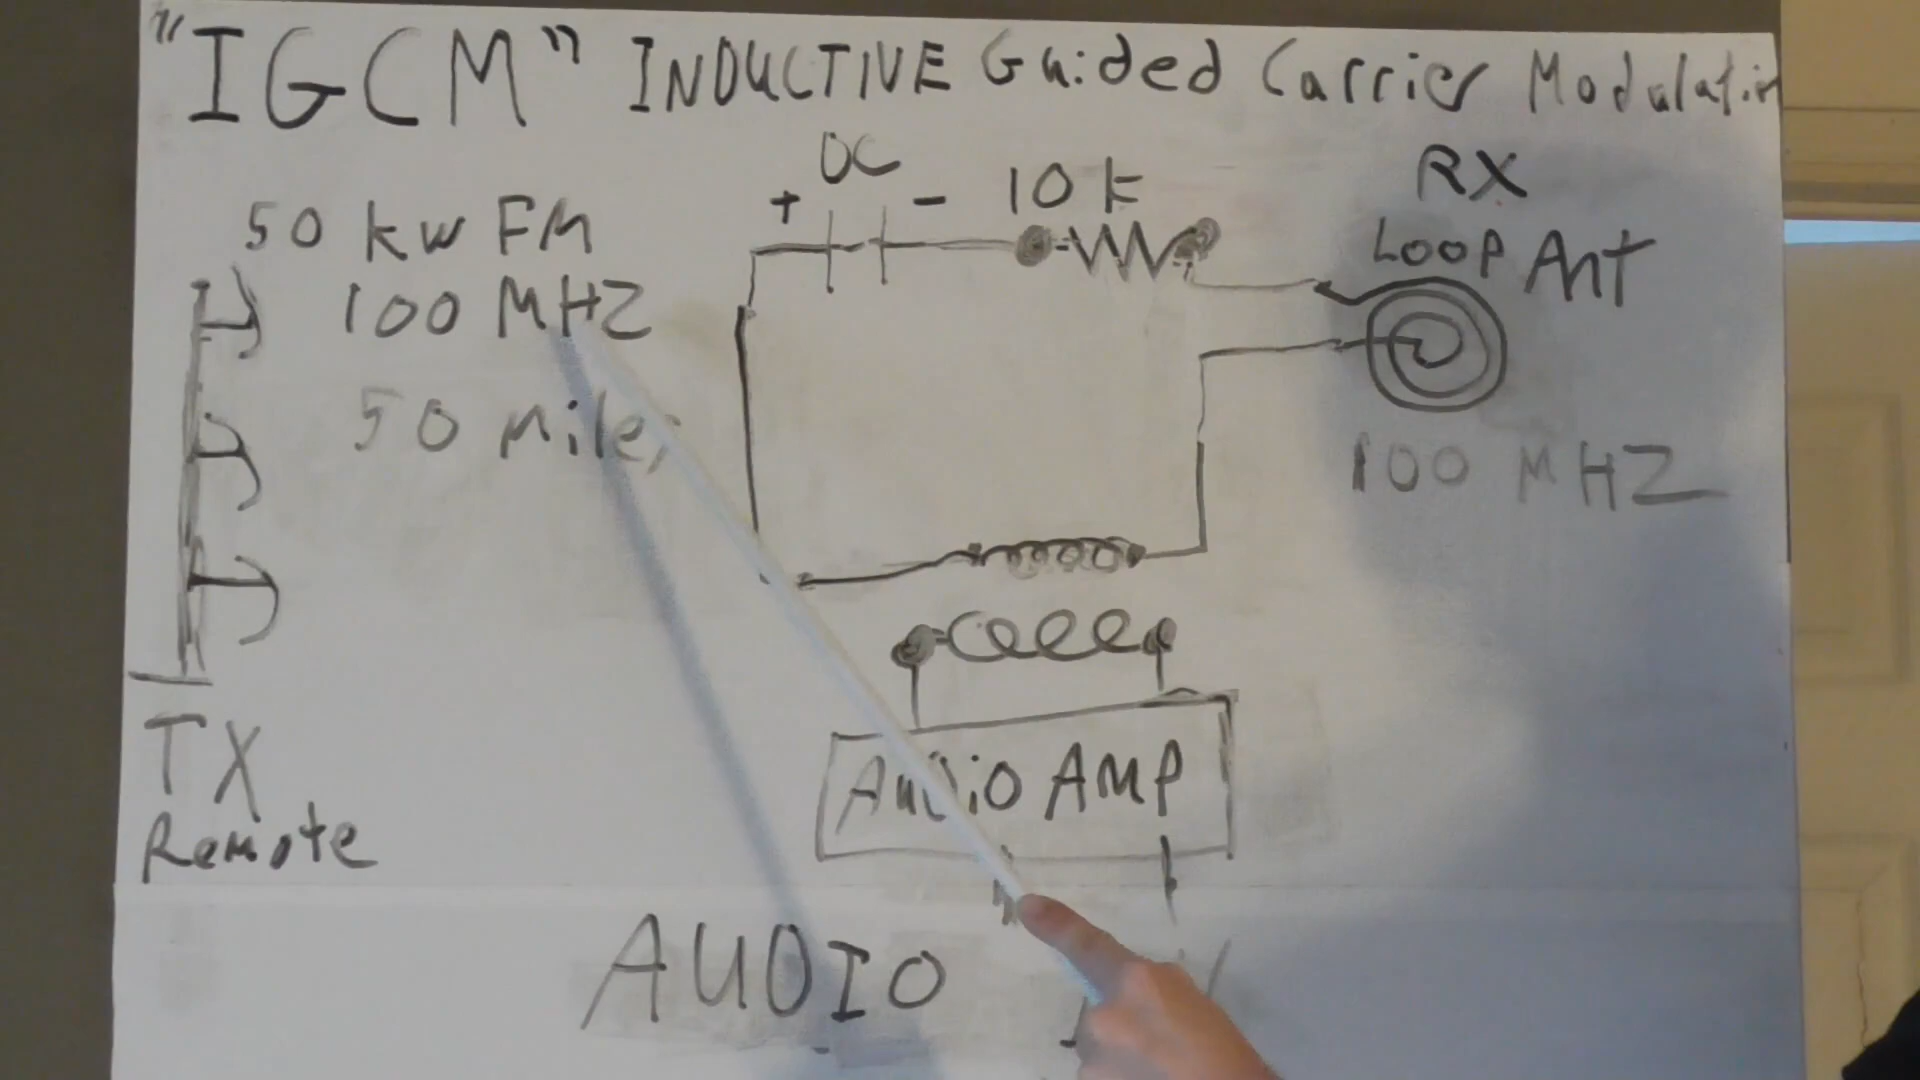 "IGCM" INDUCTIVE Guided Carrier Modulation
DC
+ - 10 k
RX
Loop Ant
50 kw FM
100 MHZ
50 miles
100 MHZ
Audio AMP
TX
Remote
AUDIO